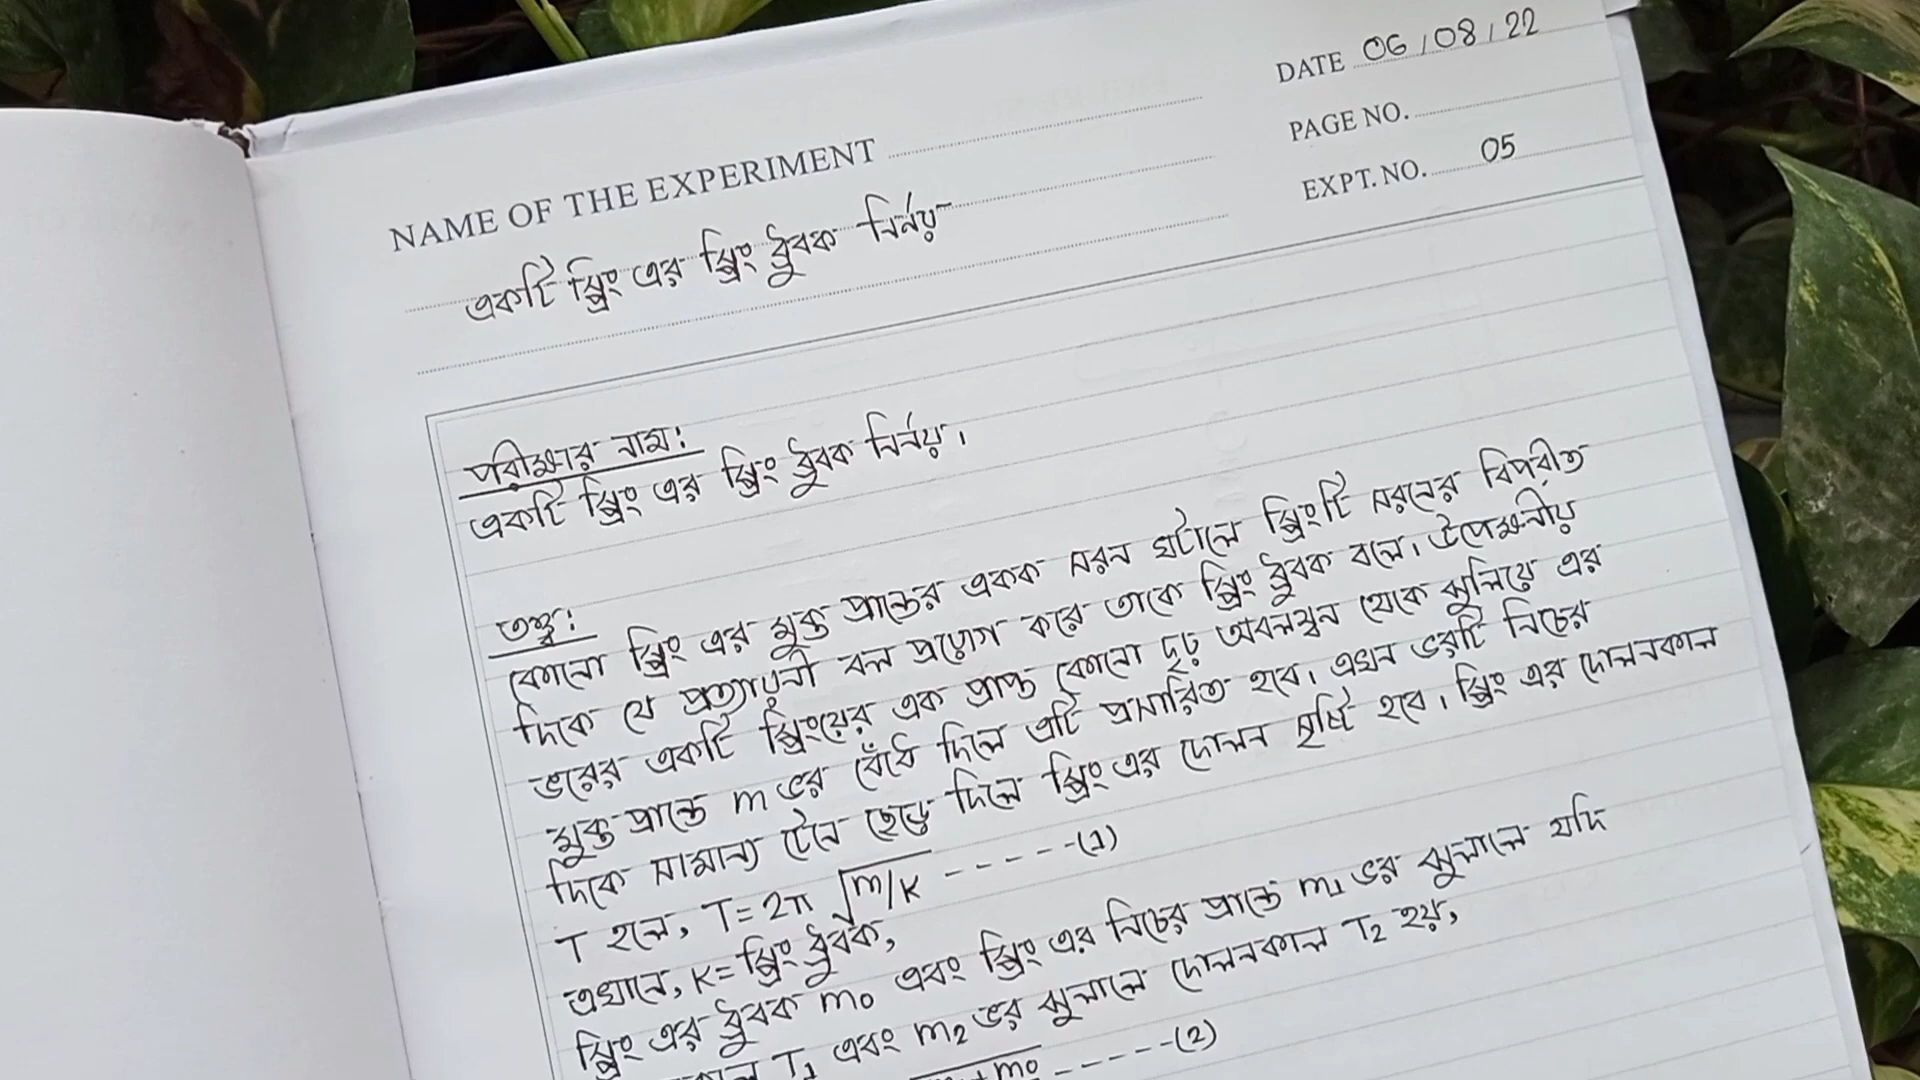 DATE 06/08/22
PAGE NO.
EXPT. NO. 05
NAME OF THE EXPERIMENT
একটি স্প্রিং এর স্প্রিং ধ্রুবক নির্নয়
পরীক্ষার নাম:
একটি স্প্রিং এর স্প্রিং ধ্রুবক নির্নয়।
তত্ত্ব:
কোনো স্প্রিং এর মুক্ত প্রান্তের একক সরন ঘটালে স্প্রিংটি সরনের বিপরীত
দিকে যে প্রত্যায়নী বল প্রয়োগ করে তাকে স্প্রিং ধ্রুবক বলে। উপেক্ষনীয়
ভরের একটি স্প্রিংয়ের এক প্রান্ত কোনো দৃঢ় অবলম্বন থেকে ঝুলিয়ে এর
মুক্ত প্রান্তে m ভর বেঁধে দিলে এটি প্রসারিত হবে। এখন ভরটি নিচের
দিকে সামান্য টেনে ছেড়ে দিলে স্প্রিং এর দোলন সৃষ্টি হবে। স্প্রিং এর দোলনকাল
T হলে, T = 2π √m/K -----(1)
এখানে, K = স্প্রিং ধ্রুবক,
স্প্রিং এর ধ্রুবক m₀ এবং স্প্রিং এর নিচের প্রান্তে m₁ ভর ঝুলালে যদি
T₁ এবং m₂ ভর ঝুলালে দোলনকাল T₂ হয়,
+m₀ -----(2)